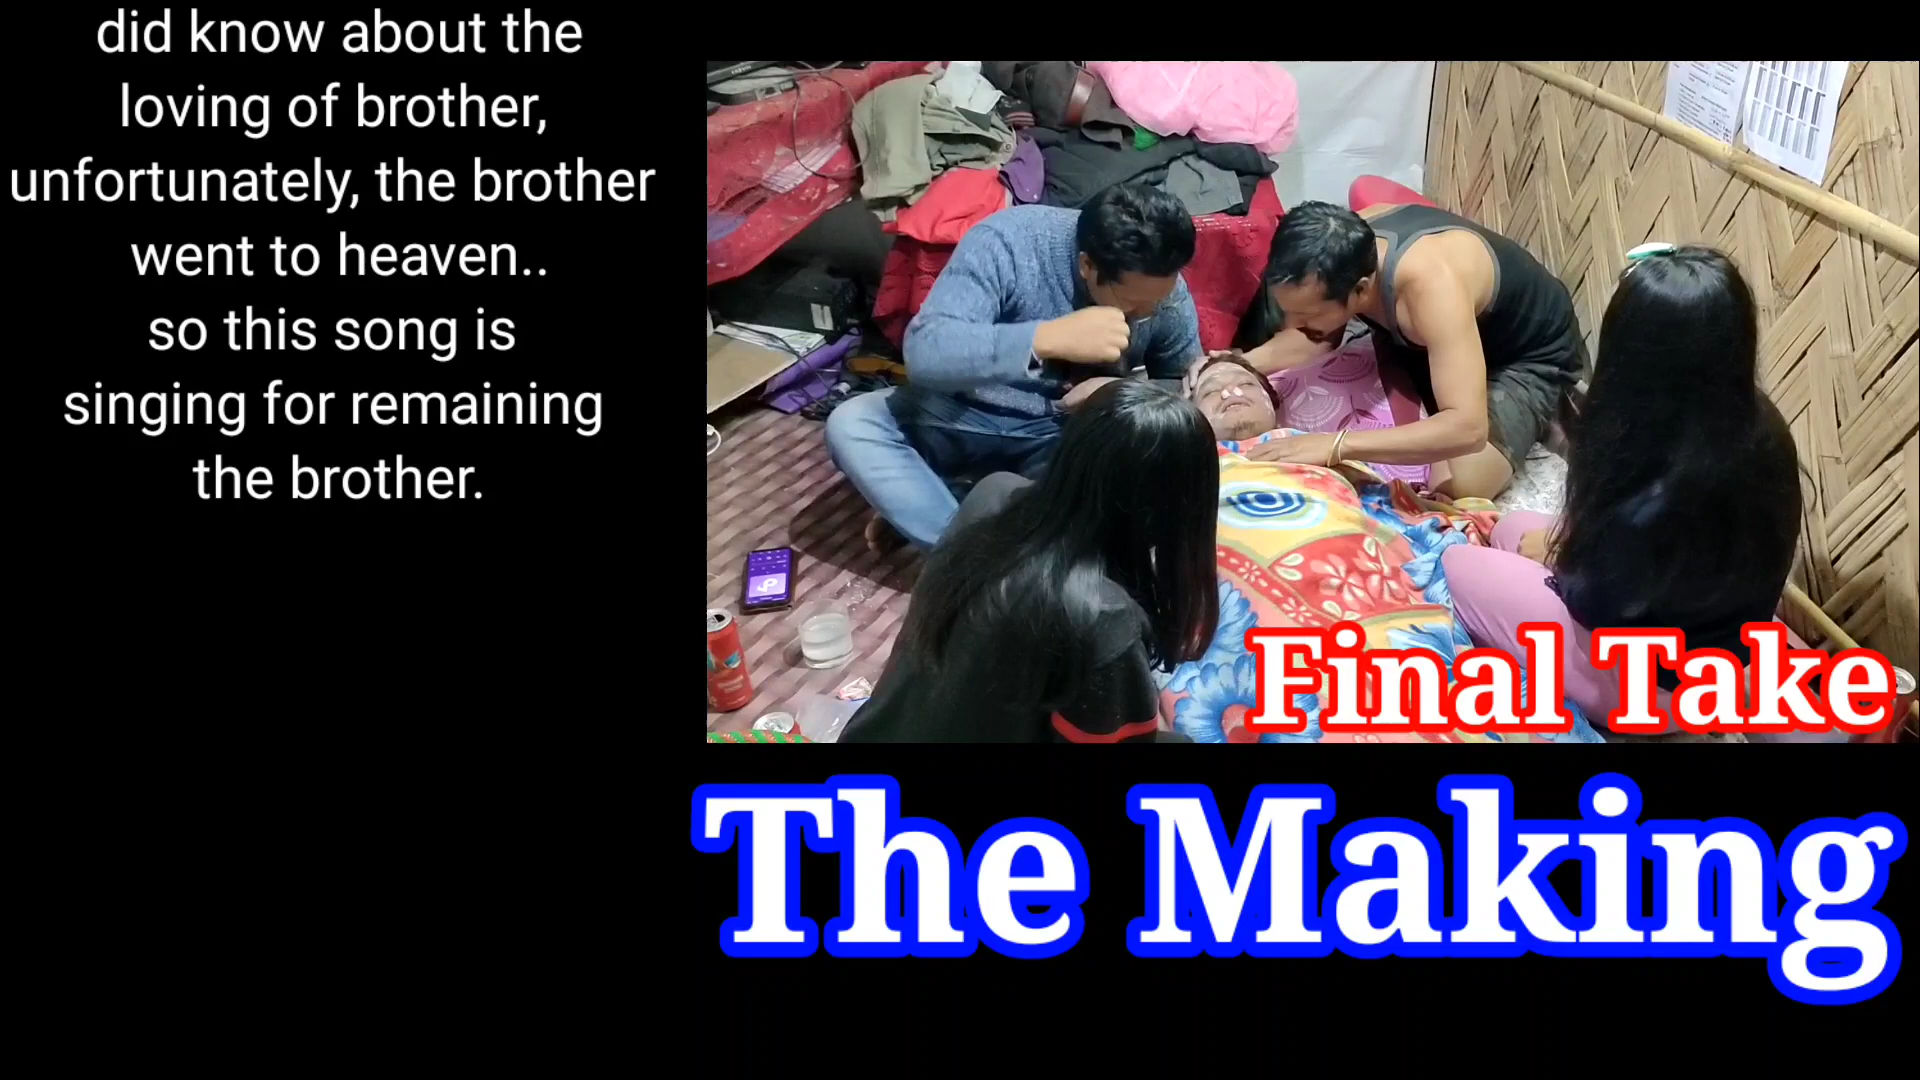 did know about the
loving of brother,
unfortunately, the brother
went to heaven..
so this song is
singing for remaining
the brother.
Final Take
The Making